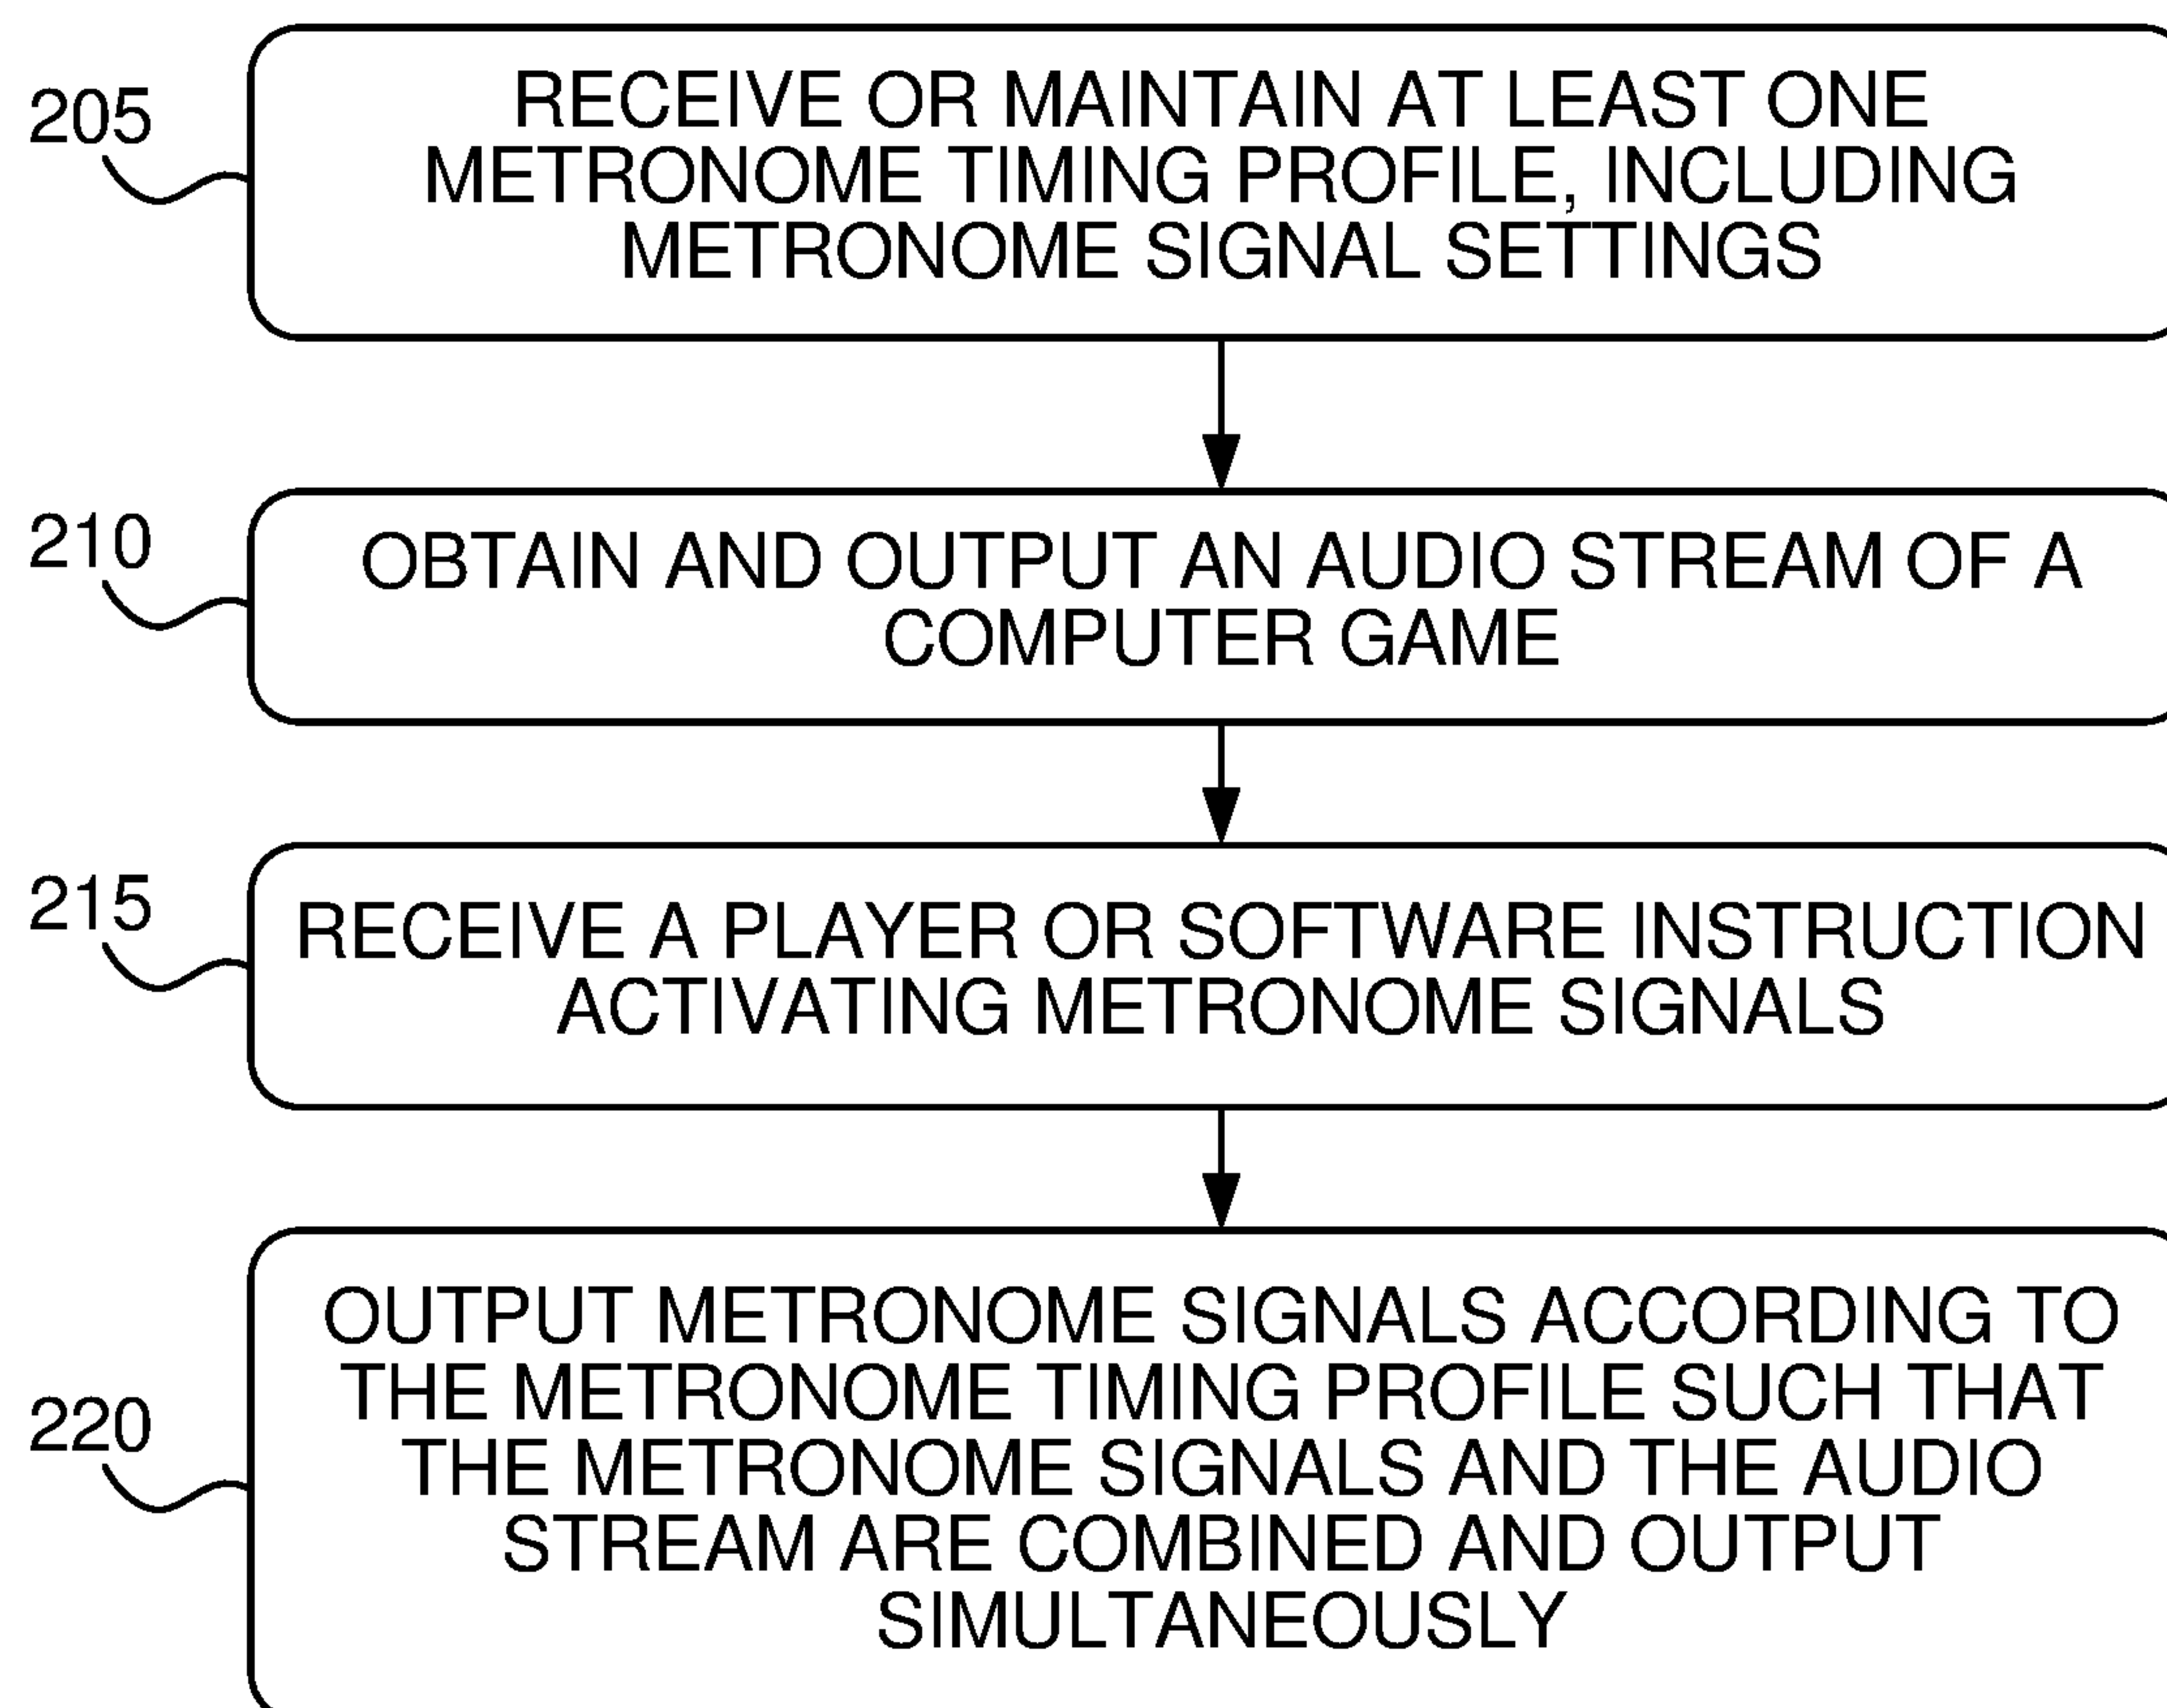 205
RECEIVE OR MAINTAIN AT LEAST ONE
METRONOME TIMING PROFILE, INCLUDING
METRONOME SIGNAL SETTINGS
210
OBTAIN AND OUTPUT AN AUDIO STREAM OF A
COMPUTER GAME
215
RECEIVE A PLAYER OR SOFTWARE INSTRUCTION
ACTIVATING METRONOME SIGNALS
220
OUTPUT METRONOME SIGNALS ACCORDING TO
THE METRONOME TIMING PROFILE SUCH THAT
THE METRONOME SIGNALS AND THE AUDIO
STREAM ARE COMBINED AND OUTPUT
SIMULTANEOUSLY